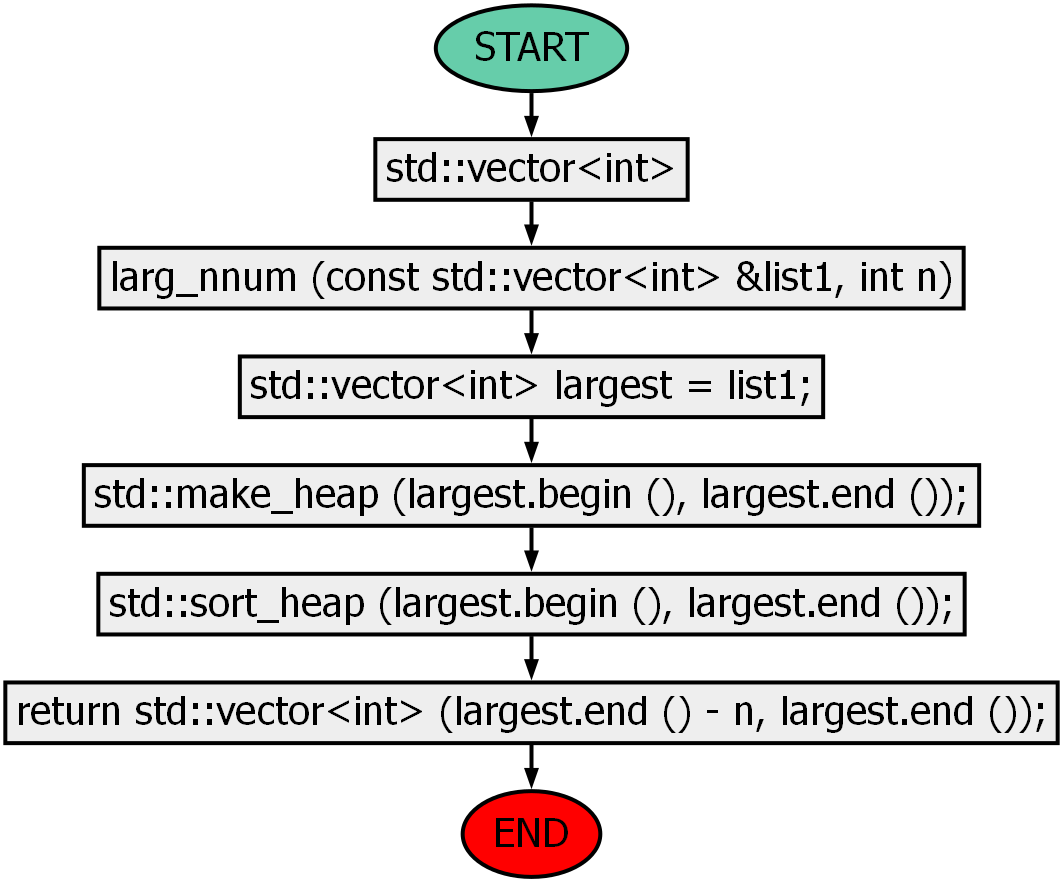 START
std::vector<int>
larg_nnum (const std::vector<int> &list1, int n)
std::vector<int> largest = list1;
std::make_heap (largest.begin (), largest.end ());
std::sort_heap (largest.begin (), largest.end ());
return std::vector<int> (largest.end () - n, largest.end ());
END